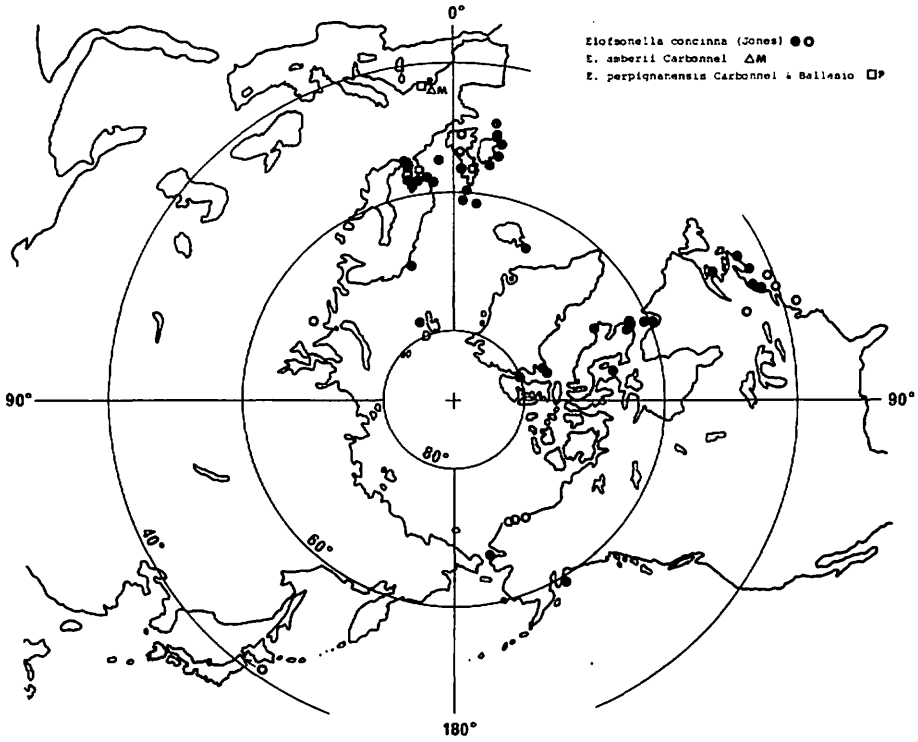 0°
Elofsonella concinna (Jones) ●○
E. amberii Carbonnel △M
E. perpignanensis Carbonnel & Ballesio □P
△M
90°
90°
80°
60°
40°
180°